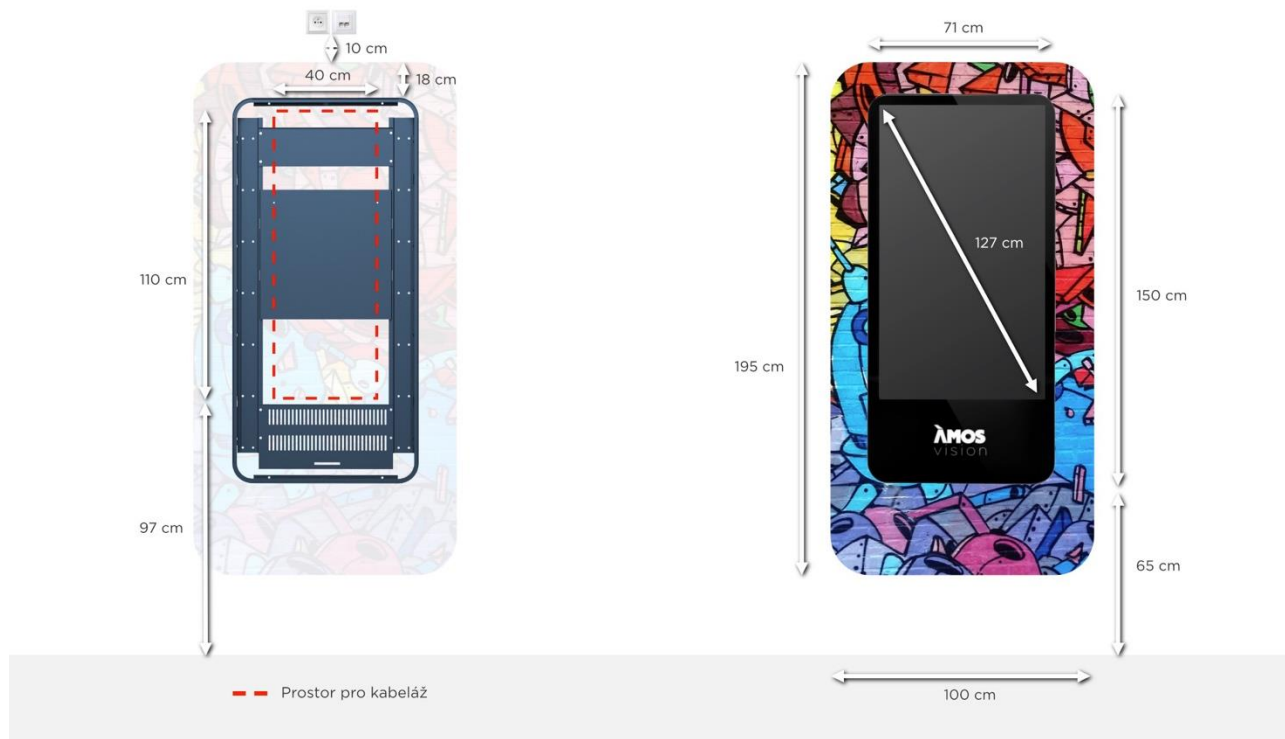 10 cm
40 cm
18 cm
110 cm
97 cm
Prostor pro kabeláž
71 cm
127 cm
150 cm
195 cm
ÀMOS
VISION
65 cm
100 cm